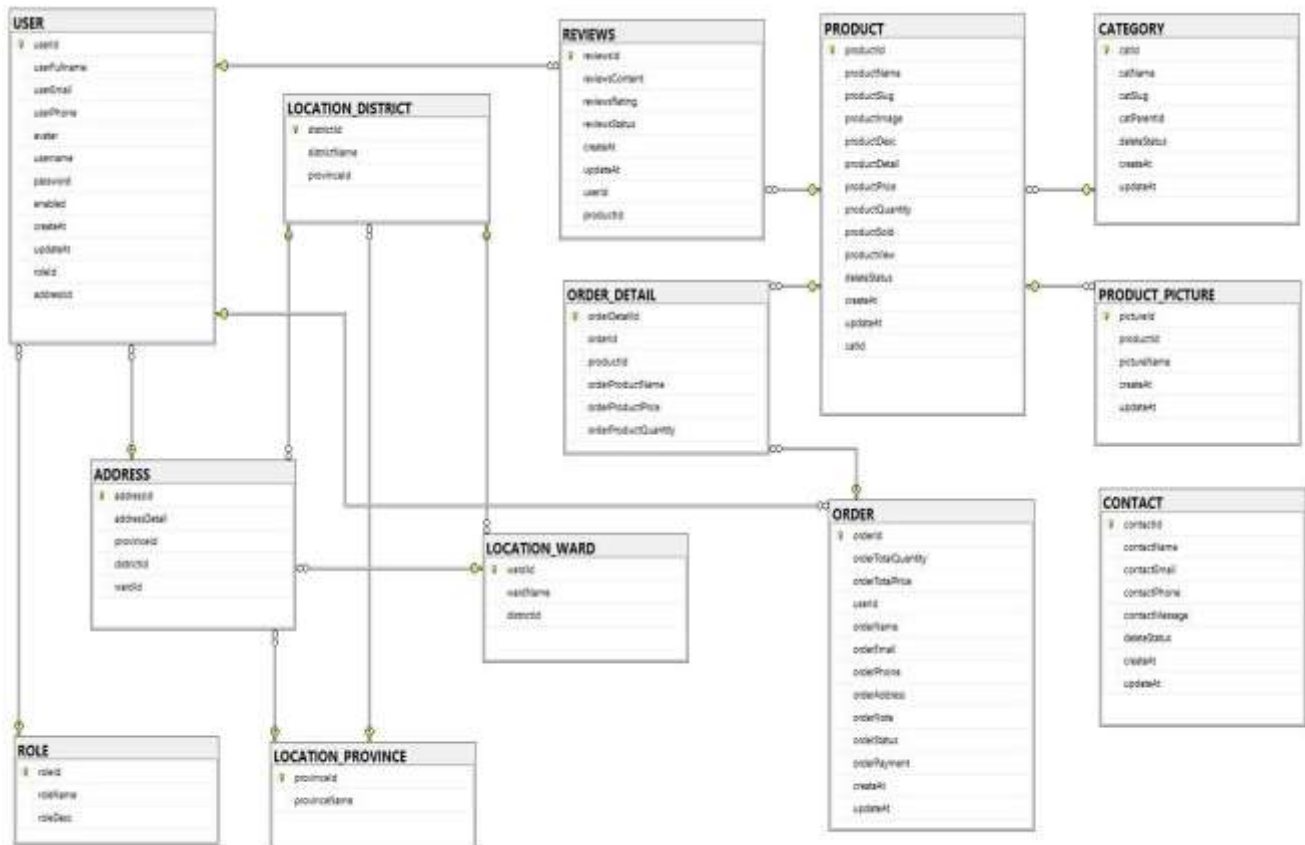 USER
userId
userFullname
userEmail
userPhone
avatar
username
password
enabled
createAt
updateAt
roleId
addressId
LOCATION_DISTRICT
districtId
districtName
provinceId
REVIEWS
reviewsId
reviewsContent
reviewsRating
reviewsStatus
createAt
updateAt
userId
productId
PRODUCT
productId
productName
productSlug
productImage
productDesc
productDetail
productPrice
productQuantity
productSold
productView
deleteStatus
createAt
updateAt
catId
CATEGORY
catId
catName
catSlug
catParentId
deleteStatus
createAt
updateAt
ORDER_DETAIL
orderDetailId
orderId
productId
orderProductName
orderProductPrice
orderProductQuantity
PRODUCT_PICTURE
pictureId
productId
pictureName
createAt
updateAt
ADDRESS
addressId
addressDetail
provinceId
districtId
wardId
LOCATION_WARD
wardId
wardName
districtId
ORDER
orderId
orderTotalQuantity
orderTotalPrice
userId
orderName
orderEmail
orderPhone
orderAddress
orderNote
orderStatus
orderPayment
createAt
updateAt
CONTACT
contactId
contactName
contactEmail
contactPhone
contactMessage
deleteStatus
createAt
updateAt
ROLE
roleId
roleName
roleDesc
LOCATION_PROVINCE
provinceId
provinceName